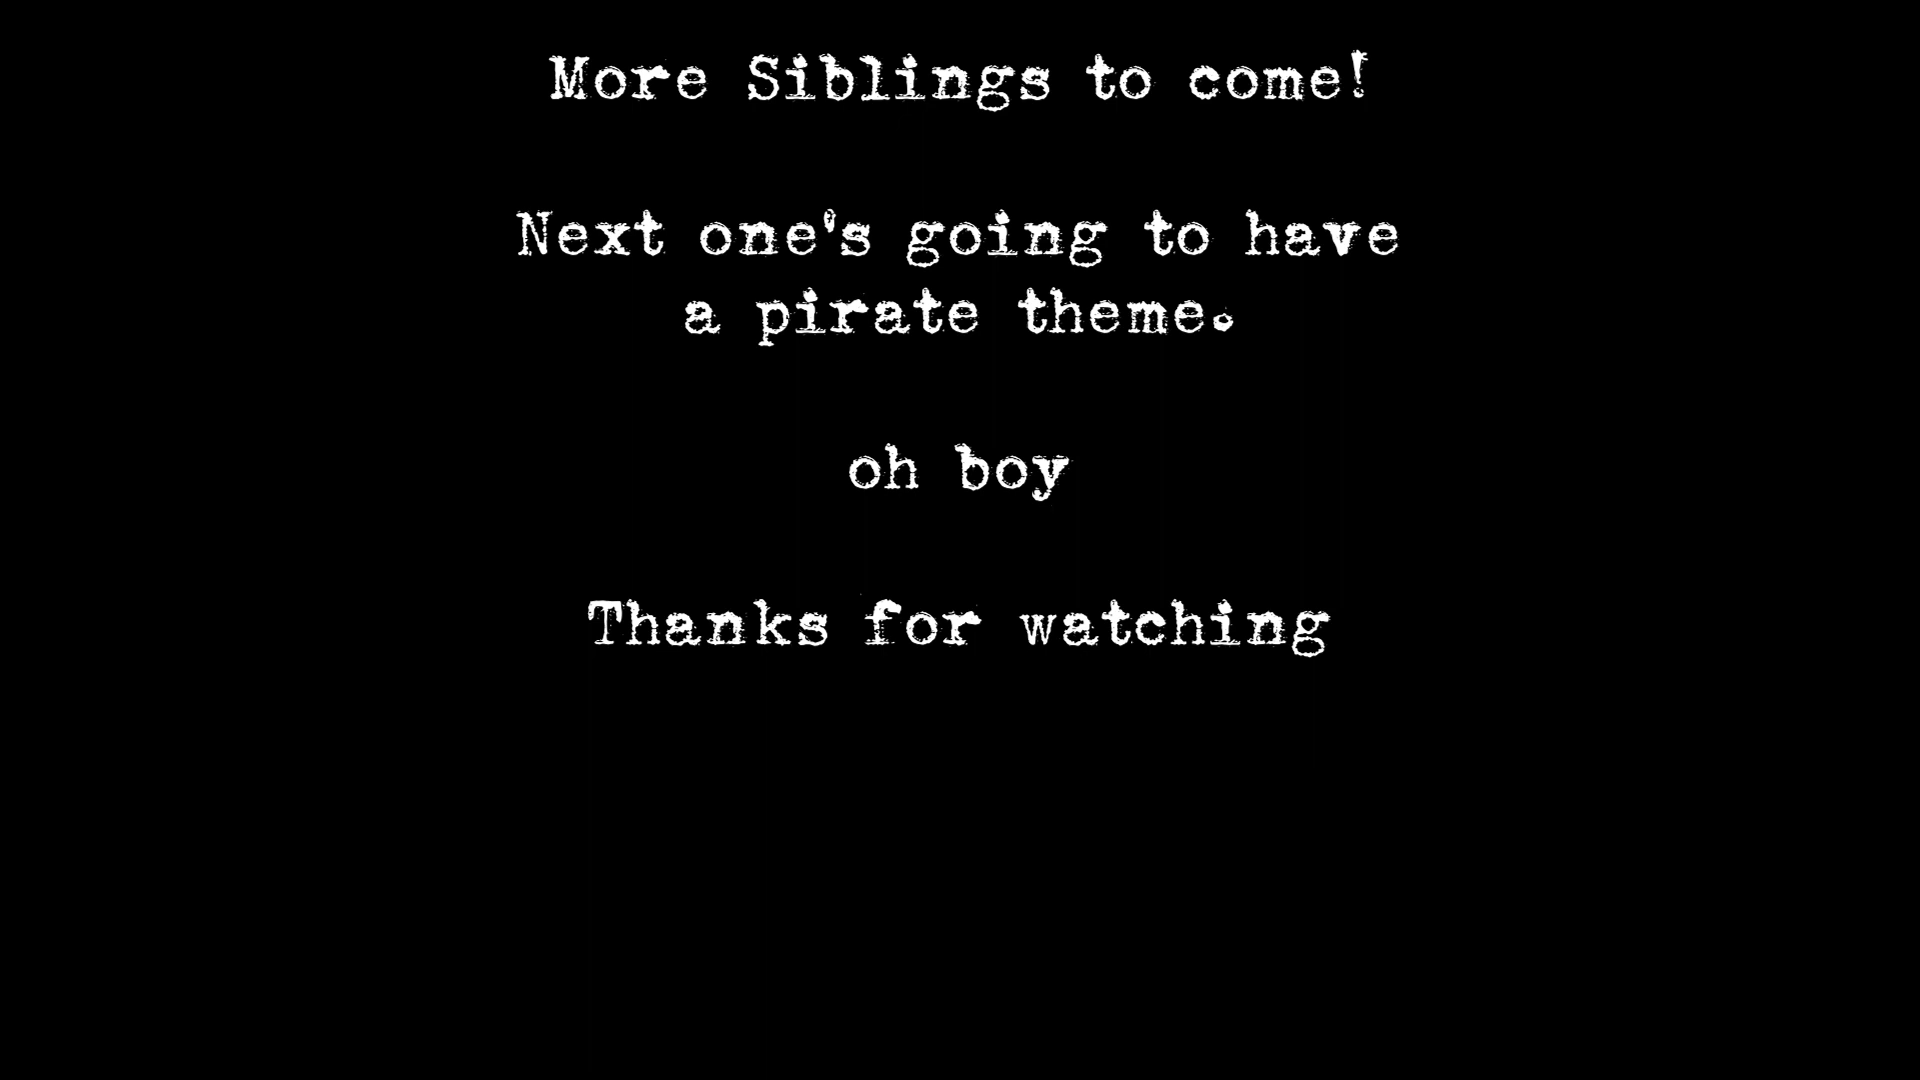 More Siblings to come!
Next one's going to have
a pirate theme.
oh boy
Thanks for watching